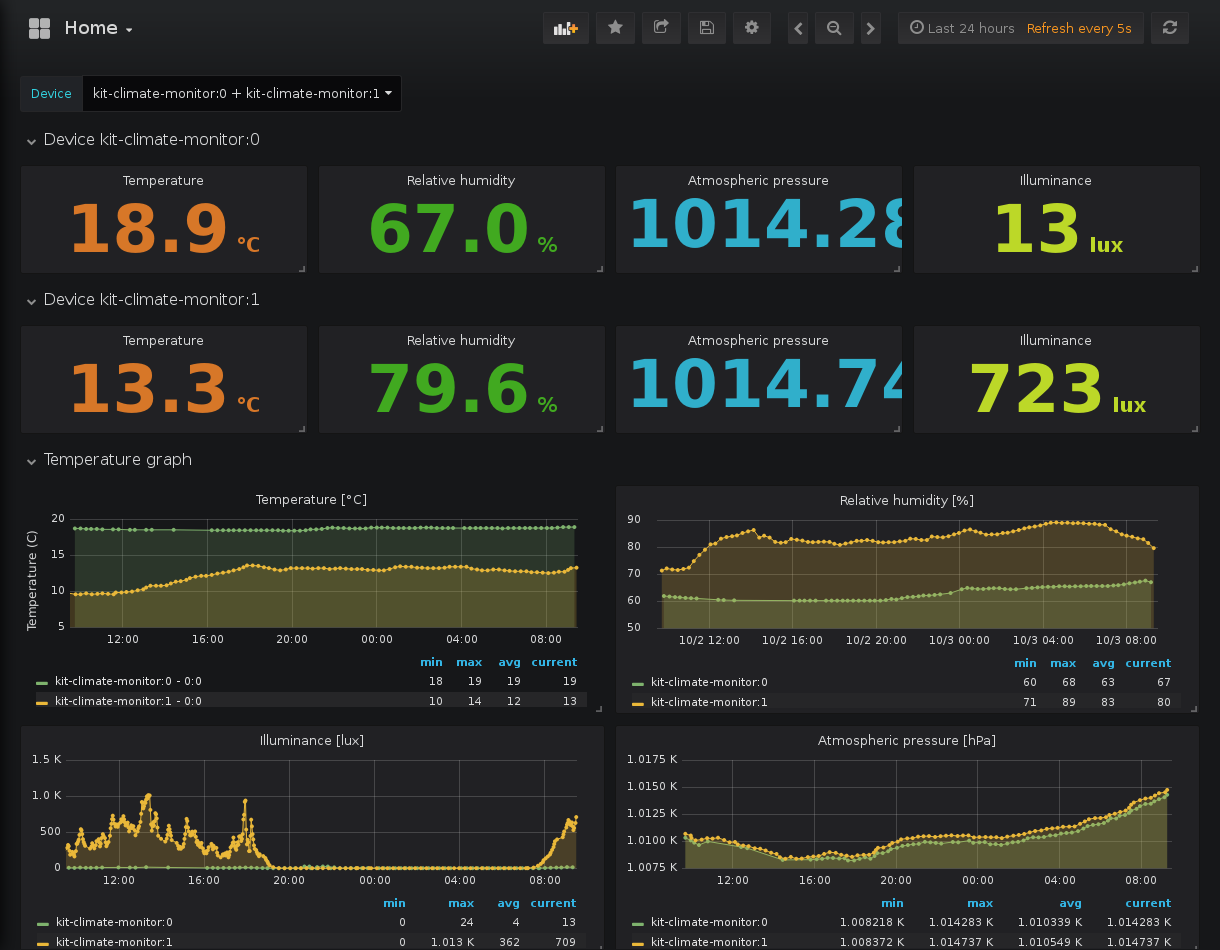 Home
Last 24 hours Refresh every 5s
Device kit-climate-monitor:0 + kit-climate-monitor:1
Device kit-climate-monitor:0
Temperature Relative humidity Atmospheric pressure Illuminance
18.9 °C 67.0 % 1014.28 13 lux
Device kit-climate-monitor:1
Temperature Relative humidity Atmospheric pressure Illuminance
13.3 °C 79.6 % 1014.74 723 lux
Temperature graph
Temperature [°C]
Temperature (C)
20
15
10
5
12:00 16:00 20:00 00:00 04:00 08:00
min max avg current
kit-climate-monitor:0 - 0:0 18 19 19 19
kit-climate-monitor:1 - 0:0 10 14 12 13
Relative humidity [%]
90
80
70
60
50
10/2 12:00 10/2 16:00 10/2 20:00 10/3 00:00 10/3 04:00 10/3 08:00
min max avg current
kit-climate-monitor:0 60 68 63 67
kit-climate-monitor:1 71 89 83 80
Illuminance [lux]
1.5 K
1.0 K
500
0
12:00 16:00 20:00 00:00 04:00 08:00
min max avg current
kit-climate-monitor:0 0 24 4 13
kit-climate-monitor:1 0 1.013 K 362 709
Atmospheric pressure [hPa]
1.0175 K
1.0150 K
1.0125 K
1.0100 K
1.0075 K
12:00 16:00 20:00 00:00 04:00 08:00
min max avg current
kit-climate-monitor:0 1.008218 K 1.014283 K 1.010339 K 1.014283 K
kit-climate-monitor:1 1.008372 K 1.014737 K 1.010549 K 1.014737 K